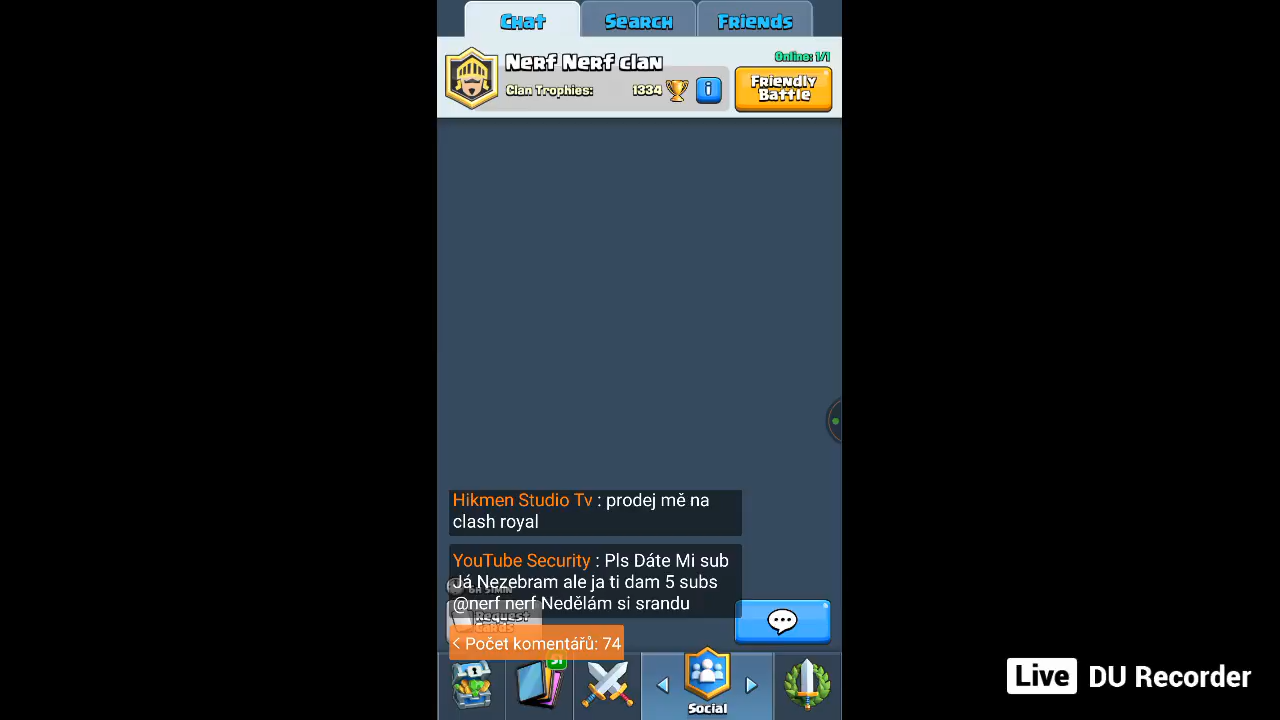 Chat Search Friends
Nerf Nerf clan
Online: 1/1
Clan Trophies: 1334
i
Friendly
Battle
Hikmen Studio Tv : prodej mě na
clash royal
YouTube Security : Pls Dáte Mi sub
Já Nezebram ale ja ti dam 5 subs
@nerf nerf Nedělám si srandu
Request
Cards
< Počet komentářů: 74
Social
Live DU Recorder